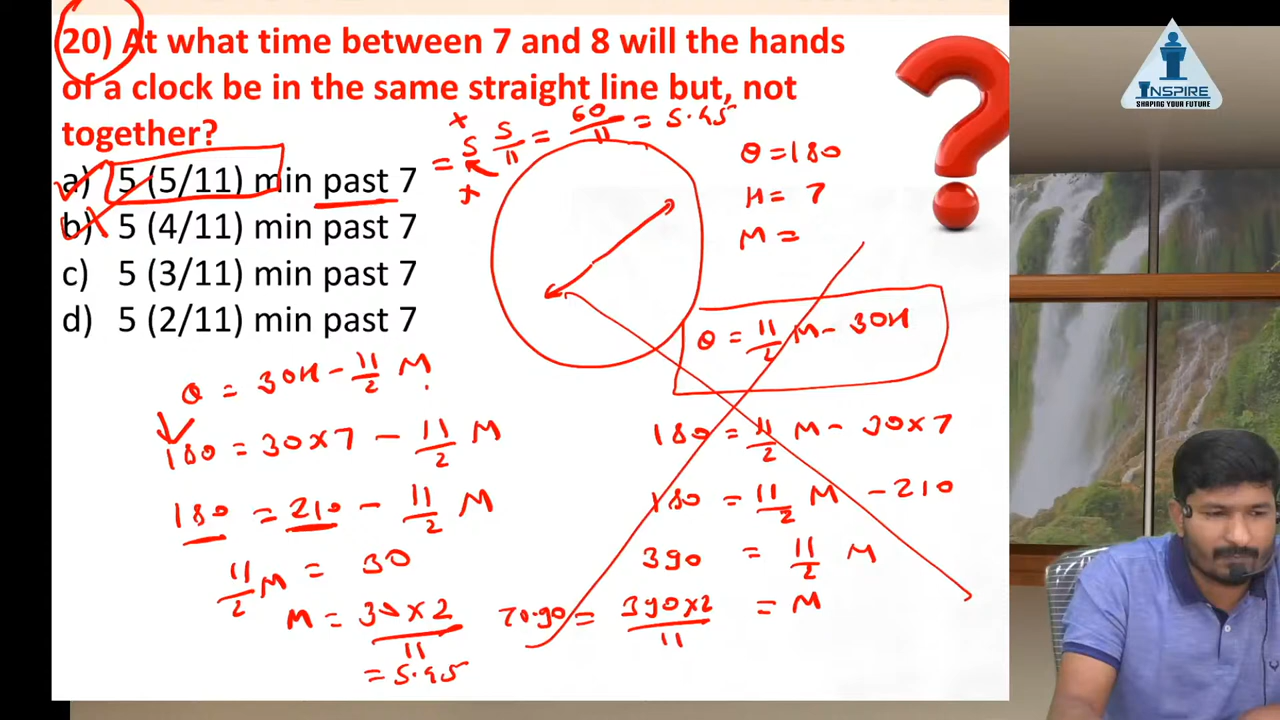 20) At what time between 7 and 8 will the hands
of a clock be in the same straight line but, not
together?
a) 5 (5/11) min past 7
b) 5 (4/11) min past 7
c) 5 (3/11) min past 7
d) 5 (2/11) min past 7
= 5 5/11 = 60/11 = 5.45
θ = 180
H = 7
M =
θ = 11/2 M - 30H
180 = 11/2 M - 30×7
180 = 11/2 M - 210
390 = 11/2 M
70.90 = 390×2/11 = M
θ = 30H - 11/2 M
180 = 30×7 - 11/2 M
180 = 210 - 11/2 M
11/2 M = 30
M = 30×2/11
= 5.45
INSPIRE
SHAPING YOUR FUTURE